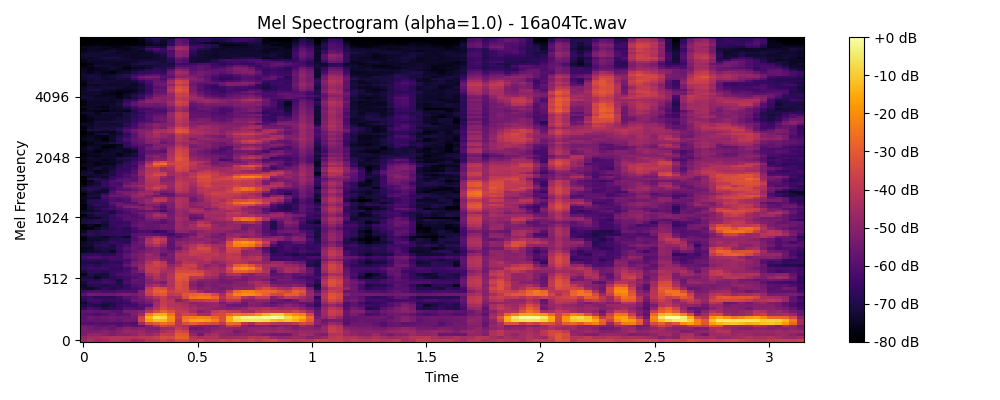 Mel Spectrogram (alpha=1.0) - 16a04Tc.wav
Mel Frequency
4096
2048
1024
512
0
0
0.5
1
1.5
2
2.5
3
Time
+0 dB
-10 dB
-20 dB
-30 dB
-40 dB
-50 dB
-60 dB
-70 dB
-80 dB